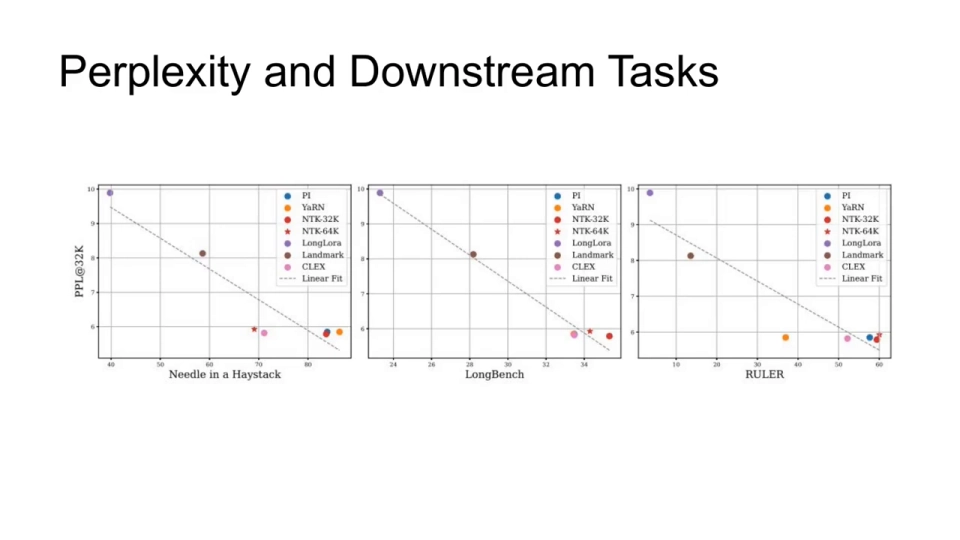 Perplexity and Downstream Tasks
PPL@32K
10
9
8
7
6
PI
YaRN
NTK-32K
NTK-64K
LongLora
Landmark
CLEX
Linear Fit
40 50 60 70 80
Needle in a Haystack
10
9
8
7
6
PI
YaRN
NTK-32K
NTK-64K
LongLora
Landmark
CLEX
Linear Fit
24 26 28 30 32 34
LongBench
10
9
8
7
6
PI
YaRN
NTK-32K
NTK-64K
LongLora
Landmark
CLEX
Linear Fit
10 20 30 40 50 60
RULER